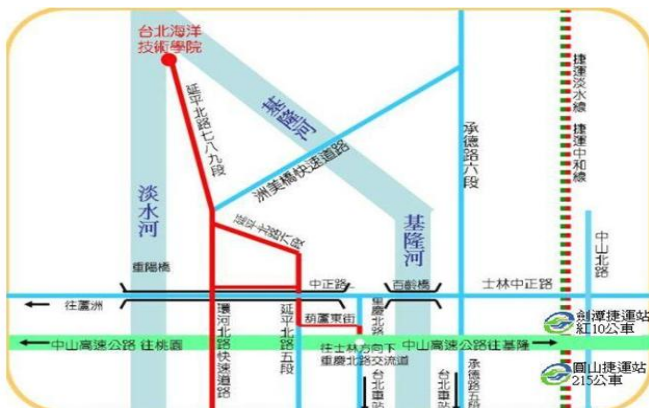 台北海洋
技術學院
延平北路七八九段
基隆河
洲美橋快速道路
承德路六段
捷運淡水線
捷運中和線
淡水河
延平北路六段
基隆河
中山北路
重陽橋
中正路
百齡橋
士林中正路
往蘆洲
環河北路快速道路
延平北路五段
葫蘆東街
重慶北路
劍潭捷運站
紅10公車
中山高速公路 往桃園
往士林方向下
重慶北路交流道
中山高速公路往基隆
圓山捷運站
215公車
台北車站
台北車站
承德路五段